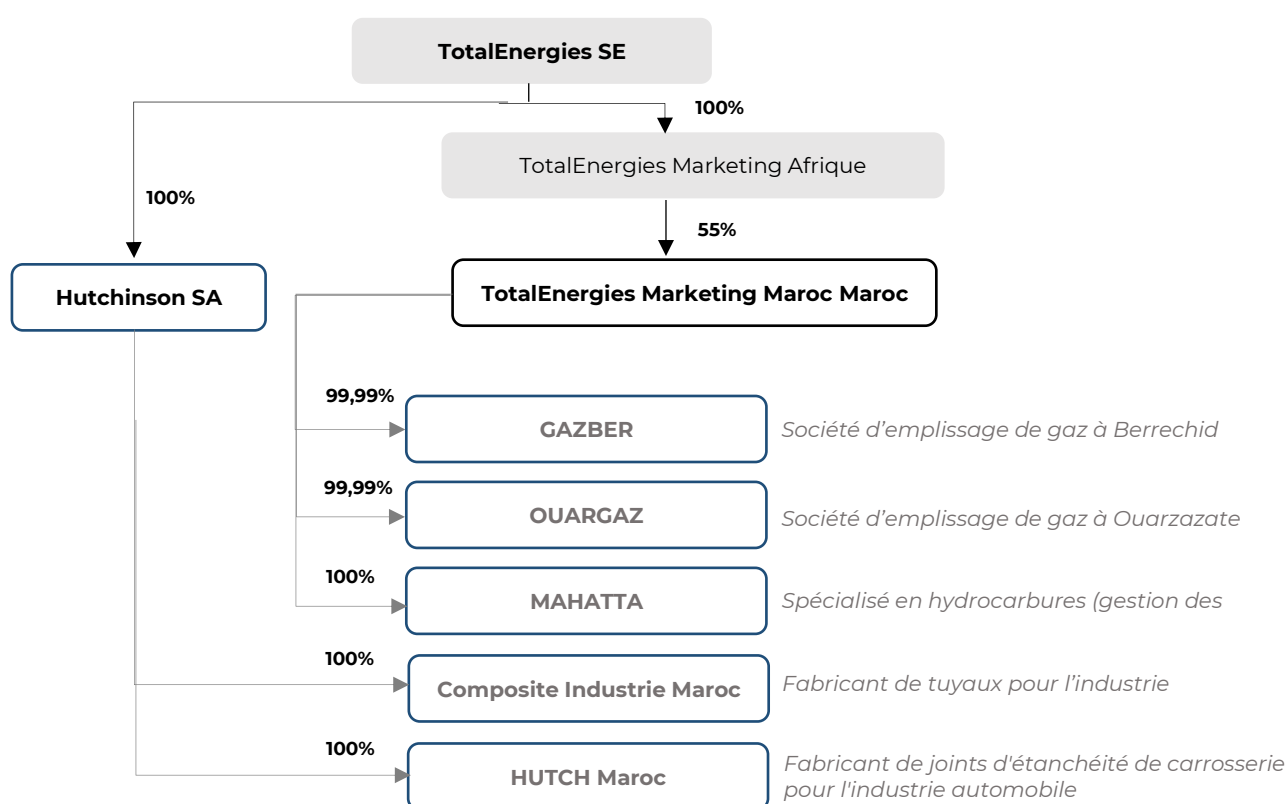 TotalEnergies SE
100%
TotalEnergies Marketing Afrique
100%
55%
Hutchinson SA
TotalEnergies Marketing Maroc Maroc
99,99%
GAZBER
Société d’emplissage de gaz à Berrechid
99,99%
OUARGAZ
Société d’emplissage de gaz à Ouarzazate
100%
MAHATTA
Spécialisé en hydrocarbures (gestion des
100%
Composite Industrie Maroc
Fabricant de tuyaux pour l’industrie
100%
HUTCH Maroc
Fabricant de joints d'étanchéité de carrosserie
pour l'industrie automobile